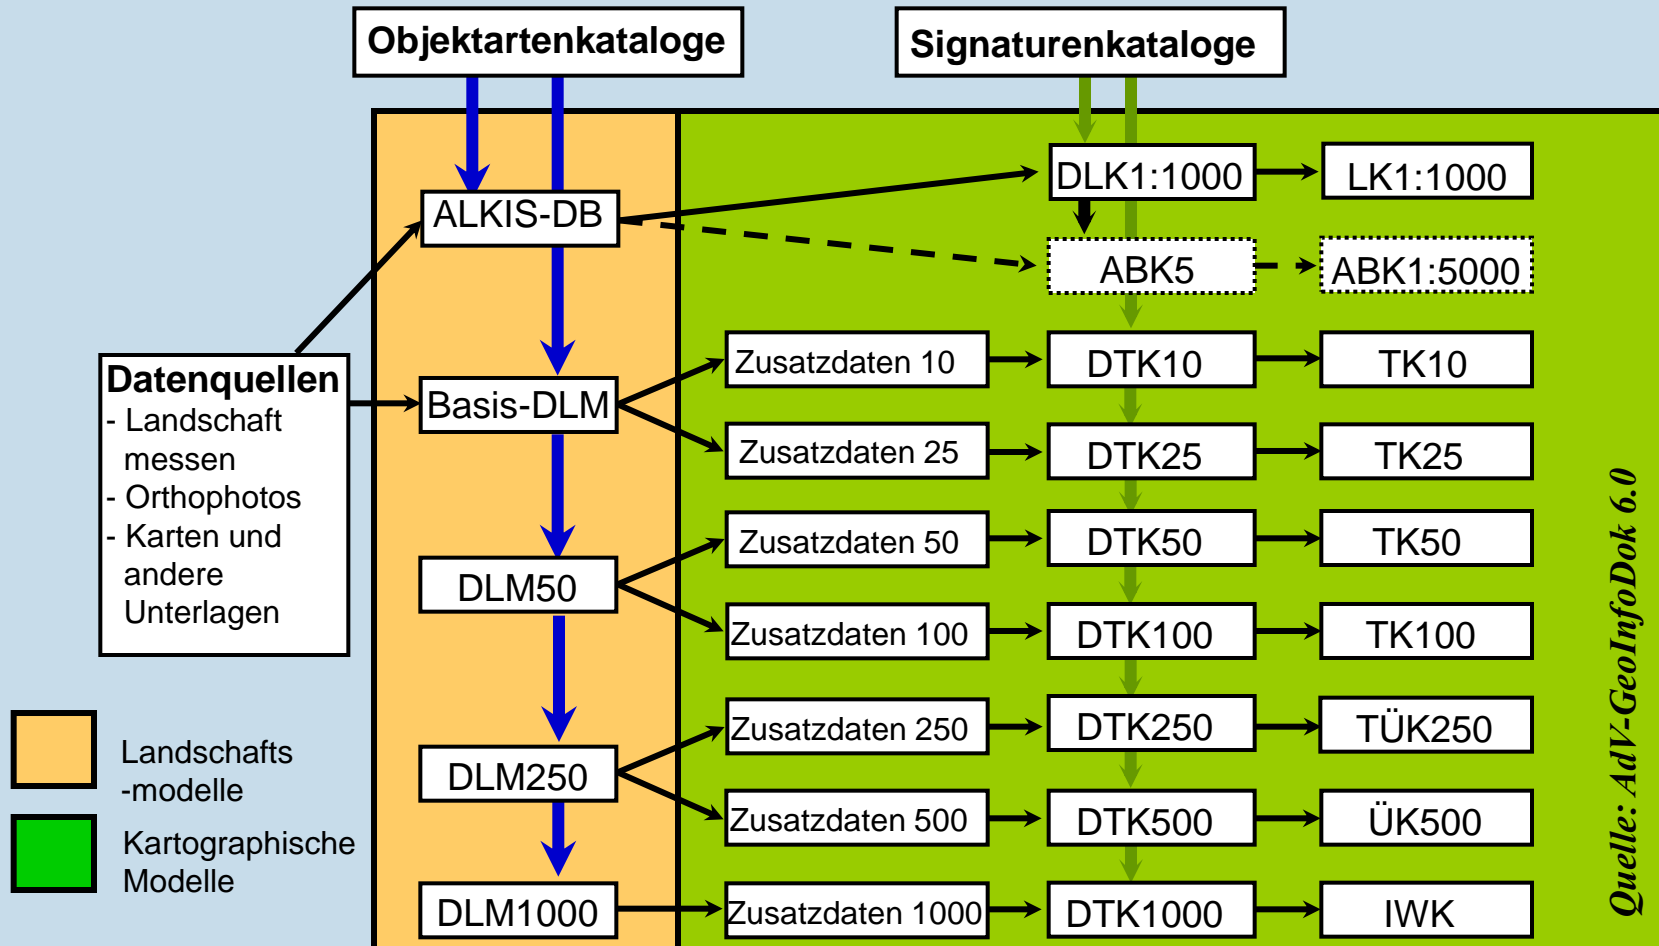 Objektartenkataloge
Signaturenkataloge
DLK1:1000
LK1:1000
ALKIS-DB
ABK5
ABK1:5000
Datenquellen
- Landschaft
messen
- Orthophotos
- Karten und
andere
Unterlagen
Basis-DLM
Zusatzdaten 10
DTK10
TK10
Zusatzdaten 25
DTK25
TK25
DLM50
Zusatzdaten 50
DTK50
TK50
Zusatzdaten 100
DTK100
TK100
DLM250
Zusatzdaten 250
DTK250
TÜK250
Zusatzdaten 500
DTK500
ÜK500
DLM1000
Zusatzdaten 1000
DTK1000
IWK
Landschafts
-modelle
Kartographische
Modelle
Quelle: AdV-GeoInfoDok 6.0